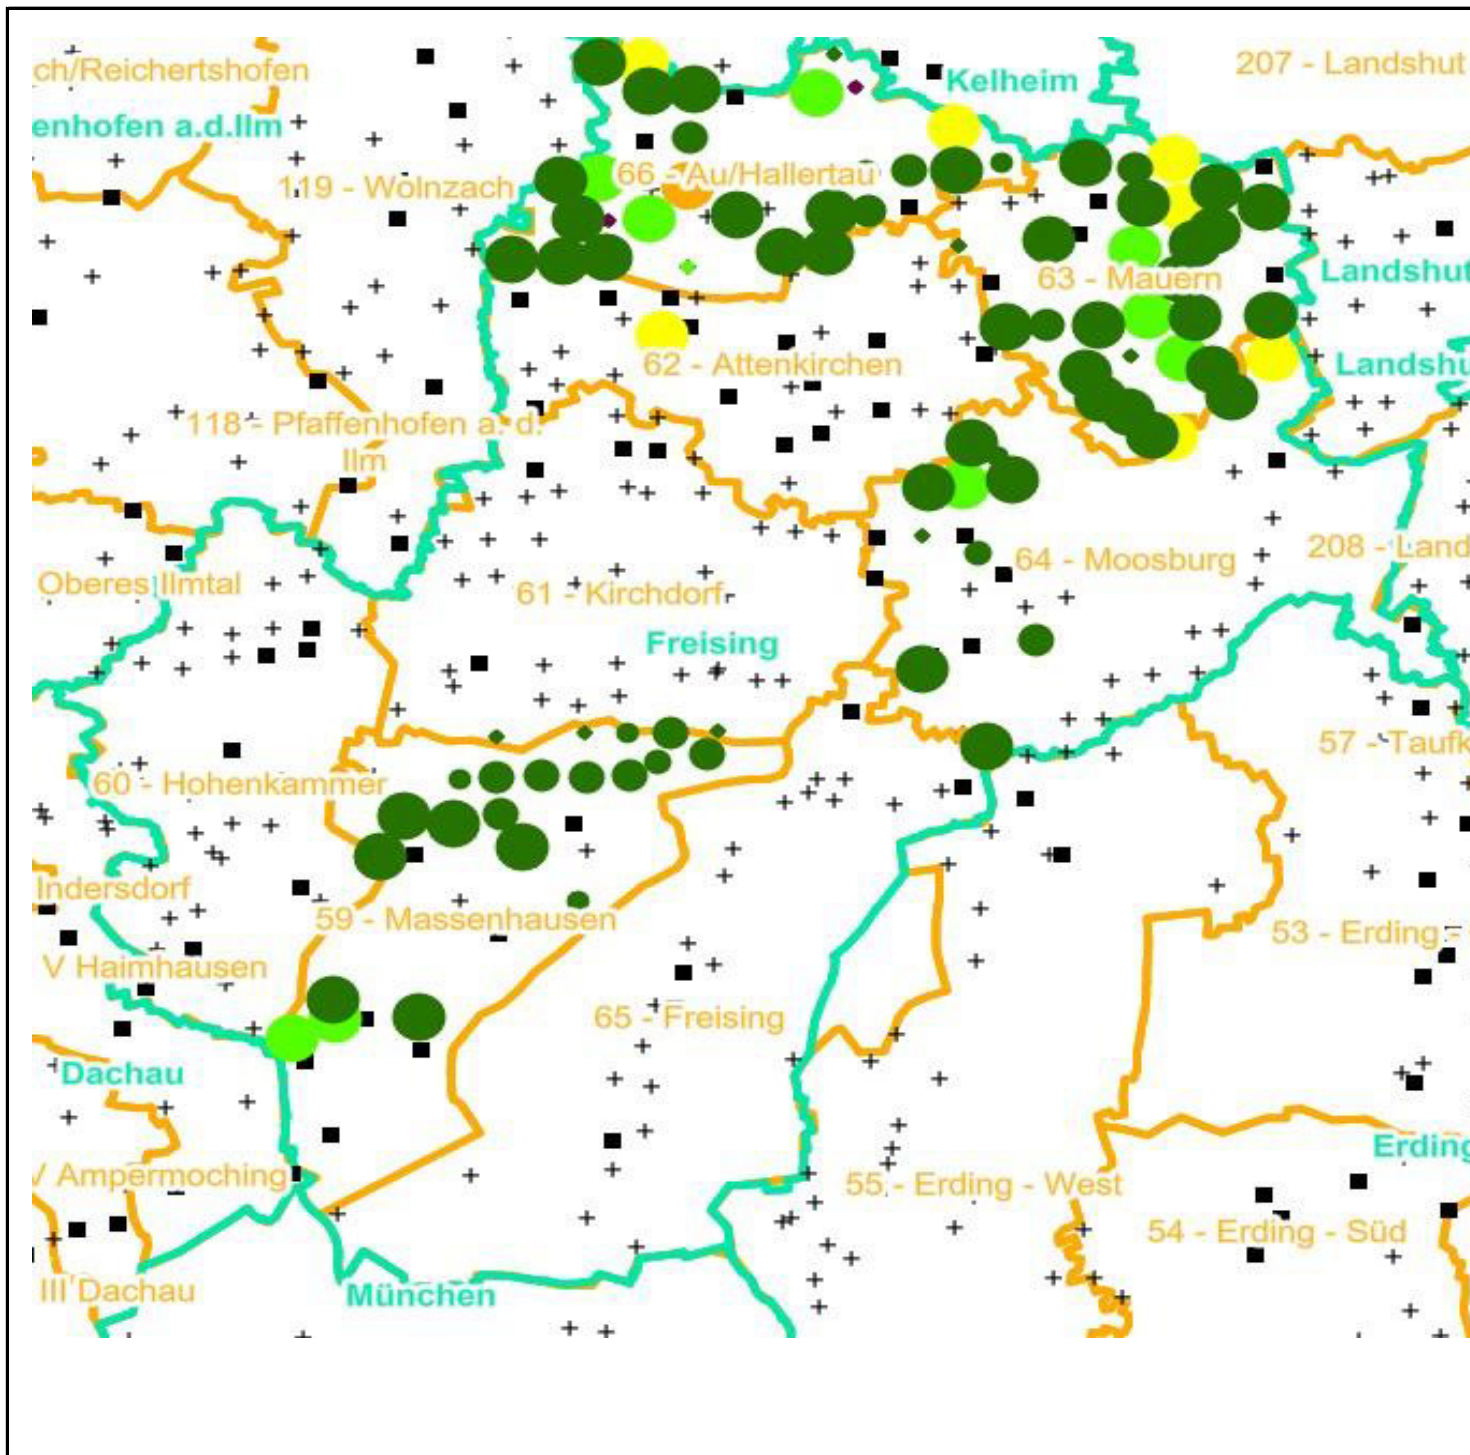 ch/Reichertshofen
207 - Landshut
Kelheim
enhofen a.d.Ilm
119 - Wolnzach
66 - Au/Hallertau
63 - Mauern
Landshut
62 - Attenkirchen
Landshu
118 - Pfaffenhofen a. d.
Ilm
208 - Land
64 - Moosburg
Oberes Ilmtal
61 - Kirchdorf
Freising
57 - Taufk
60 - Hohenkammer
Indersdorf
59 - Massenhausen
53 - Erding -
V Haimhausen
65 - Freising
Dachau
Erding
V Ampermoching
55 - Erding - West
54 - Erding - Süd
III Dachau
München